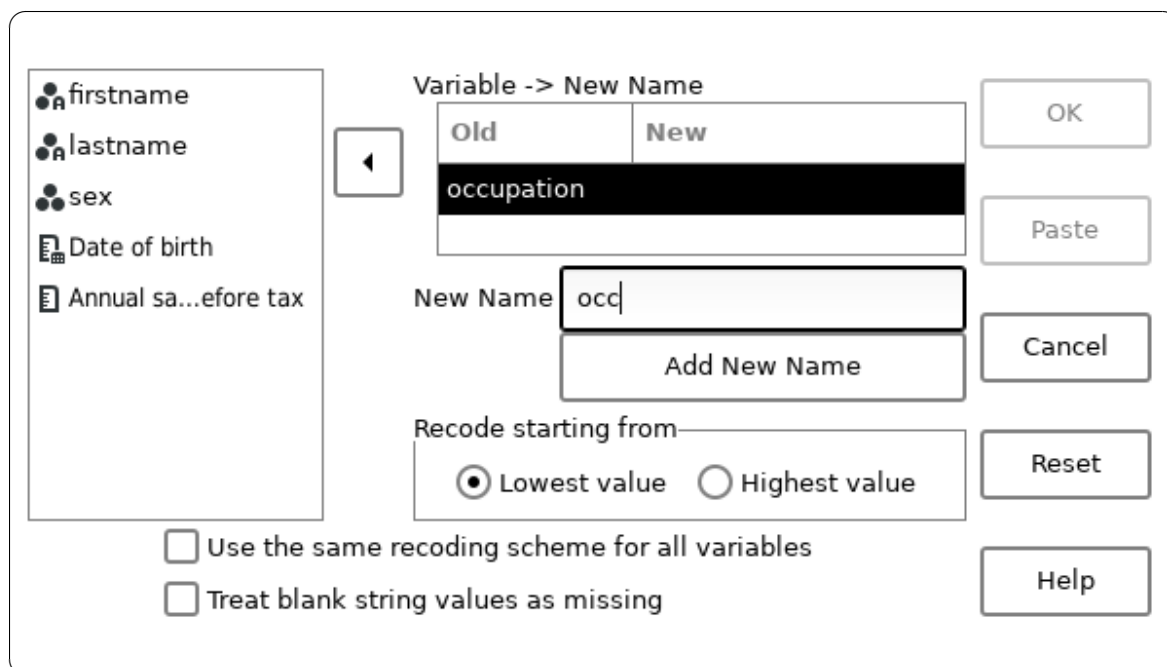 firstname
lastname
sex
Date of birth
Annual sa...efore tax
Variable -> New Name
Old New
occupation
New Name occ
Add New Name
Recode starting from
Lowest value Highest value
Use the same recoding scheme for all variables
Treat blank string values as missing
OK
Paste
Cancel
Reset
Help